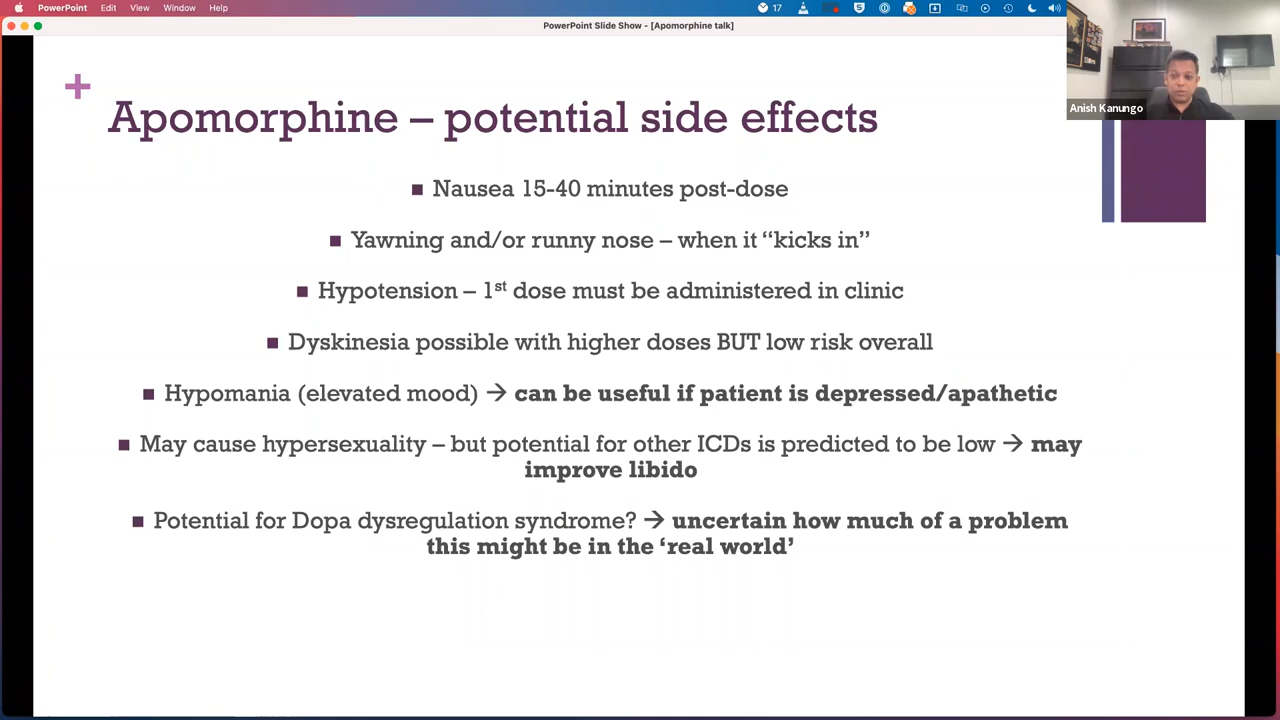 PowerPoint Edit View Window Help
17
PowerPoint Slide Show - [Apomorphine talk]
Anish Kanungo
Apomorphine – potential side effects
■ Nausea 15-40 minutes post-dose
■ Yawning and/or runny nose – when it “kicks in”
■ Hypotension – 1st dose must be administered in clinic
■ Dyskinesia possible with higher doses BUT low risk overall
■ Hypomania (elevated mood) → can be useful if patient is depressed/apathetic
■ May cause hypersexuality – but potential for other ICDs is predicted to be low → may
improve libido
■ Potential for Dopa dysregulation syndrome? → uncertain how much of a problem
this might be in the ‘real world’